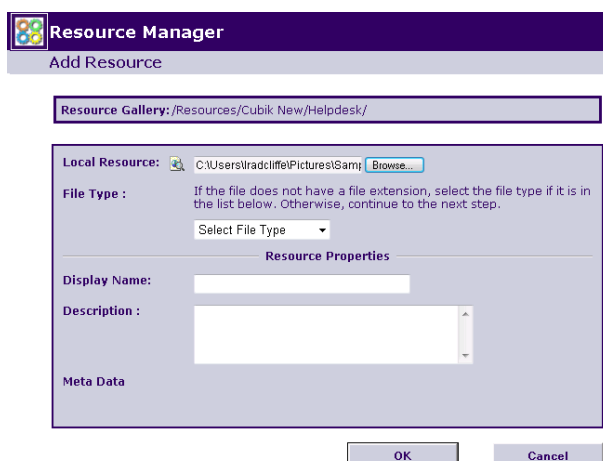 Resource Manager
Add Resource
Resource Gallery:/Resources/Cubik New/Helpdesk/
Local Resource: C:\Users\lradcliffe\Pictures\Samp Browse...
File Type : If the file does not have a file extension, select the file type if it is in
the list below. Otherwise, continue to the next step.
Select File Type
Resource Properties
Display Name:
Description :
Meta Data
OK Cancel